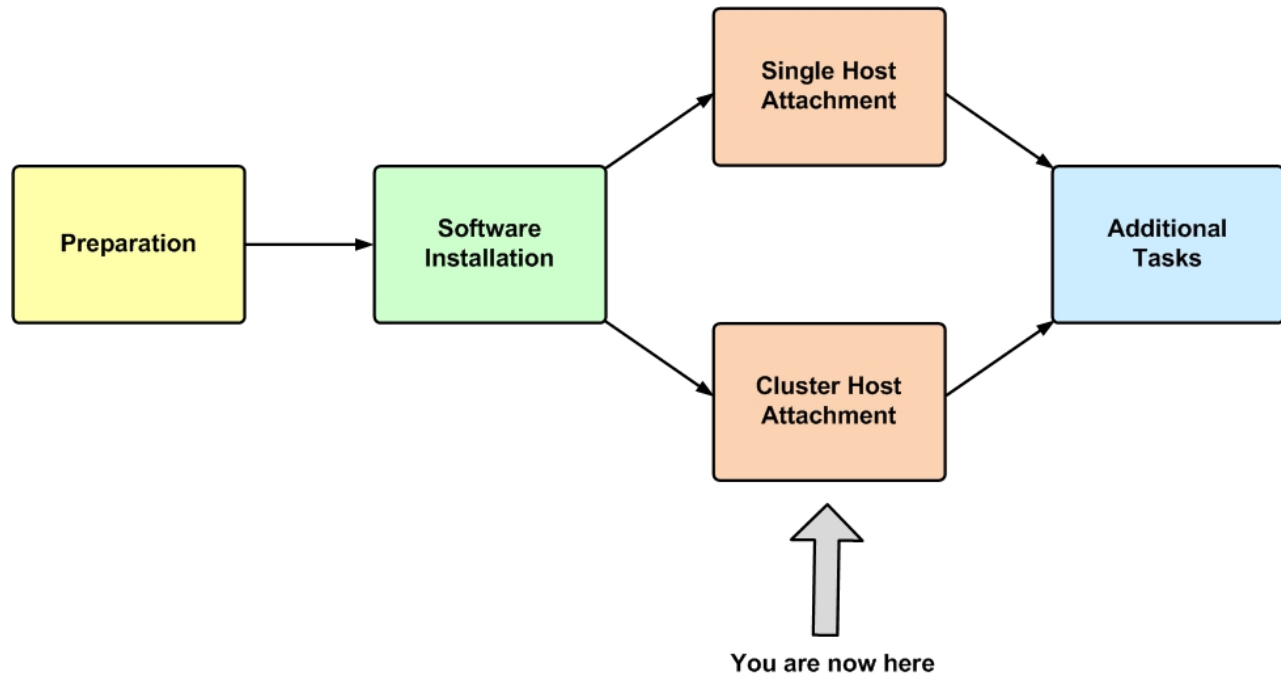 Single Host
Attachment
Preparation
Software
Installation
Additional
Tasks
Cluster Host
Attachment
You are now here